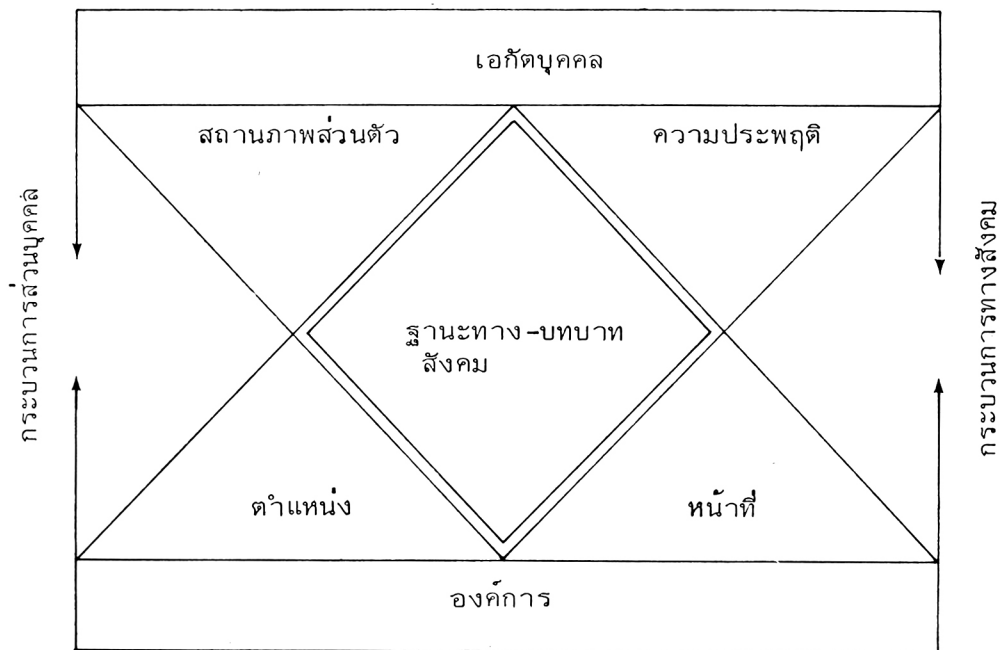 เอกัตบุคคล
สถานภาพส่วนตัว
ความประพฤติ
กระบวนการส่วนบุคคล
กระบวนการทางสังคม
ฐานะทาง-บทบาท
สังคม
ตำแหน่ง
หน้าที่
องค์การ